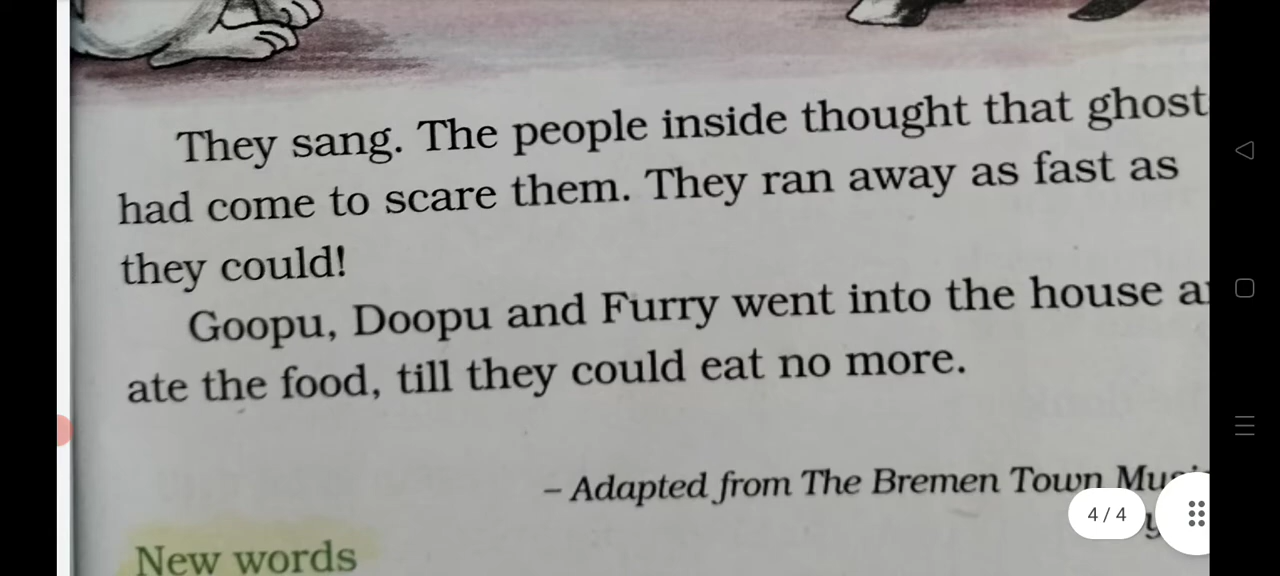 They sang. The people inside thought that ghost
had come to scare them. They ran away as fast as
they could!
Goopu, Doopu and Furry went into the house
ate the food, till they could eat no more.
– Adapted from The Bremen Town
4 / 4
New words